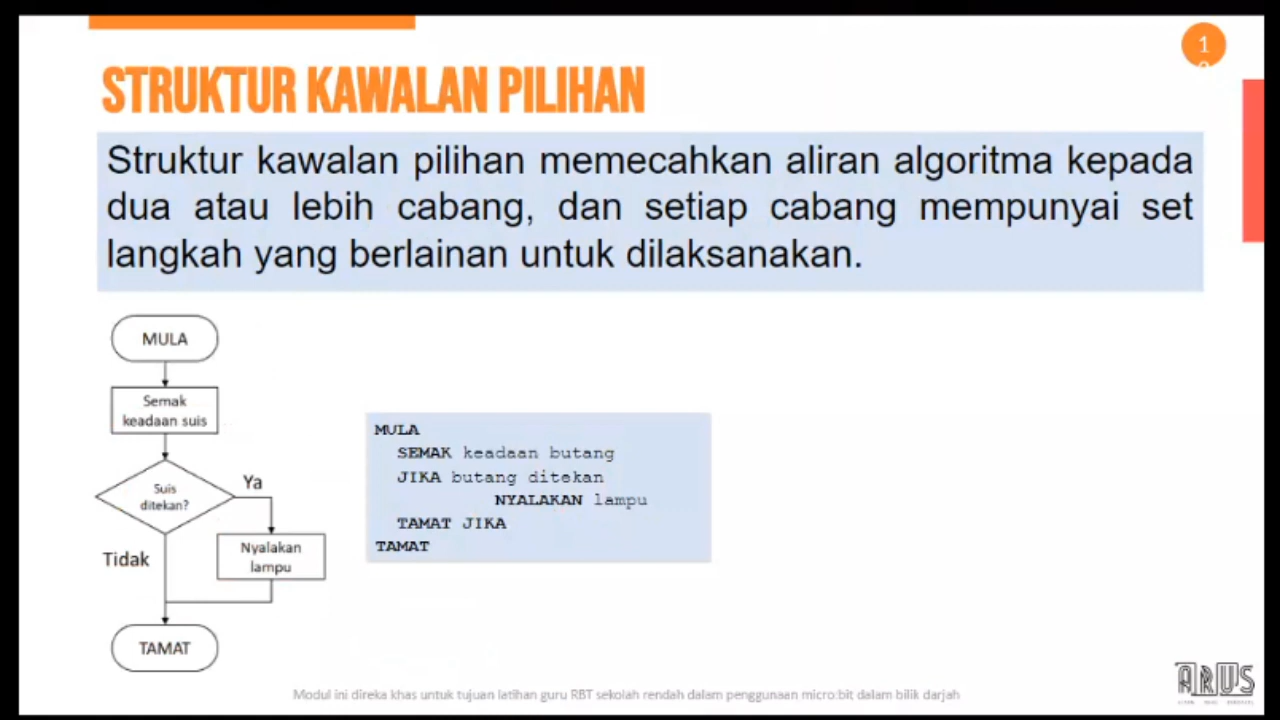 1
STRUKTUR KAWALAN PILIHAN
Struktur kawalan pilihan memecahkan aliran algoritma kepada
dua atau lebih cabang, dan setiap cabang mempunyai set
langkah yang berlainan untuk dilaksanakan.
MULA
Semak
keadaan suis
Suis
ditekan?
Ya
Tidak
Nyalakan
lampu
TAMAT
MULA
SEMAK keadaan butang
JIKA butang ditekan
NYALAKAN lampu
TAMAT JIKA
TAMAT
Modul ini direka khas untuk tujuan latihan guru RBT sekolah rendah dalam penggunaan micro:bit dalam bilik darjah
ARUS